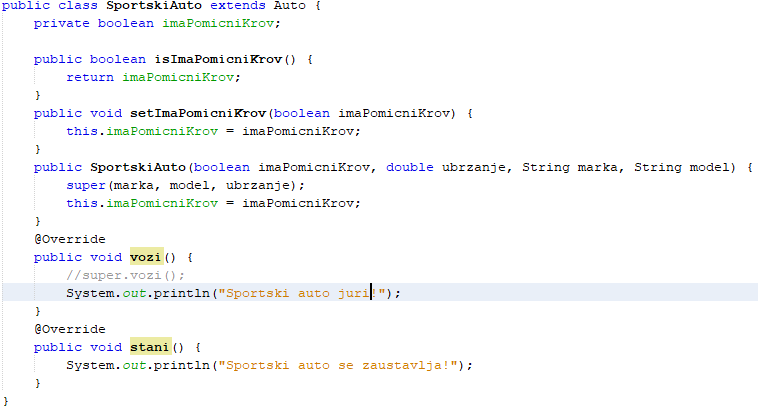 public class SportskiAuto extends Auto {
    private boolean imaPomicniKrov;

    public boolean isImaPomicniKrov() {
        return imaPomicniKrov;
    }
    public void setImaPomicniKrov(boolean imaPomicniKrov) {
        this.imaPomicniKrov = imaPomicniKrov;
    }
    public SportskiAuto(boolean imaPomicniKrov, double ubrzanje, String marka, String model) {
        super(marka, model, ubrzanje);
        this.imaPomicniKrov = imaPomicniKrov;
    }
    @Override
    public void vozi() {
        //super.vozi();
        System.out.println("Sportski auto juri!");
    }
    @Override
    public void stani() {
        System.out.println("Sportski auto se zaustavlja!");
    }
}